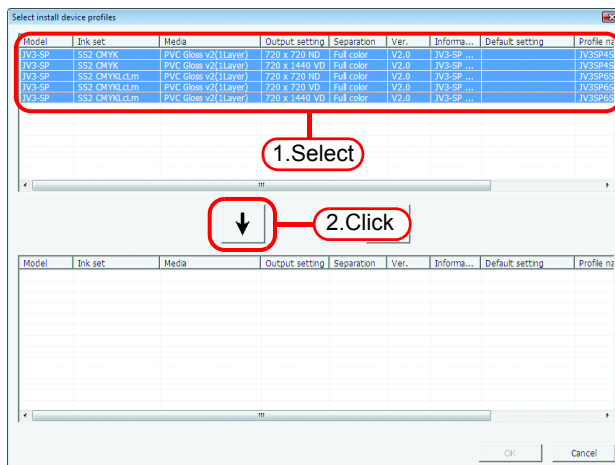 Select install device profiles
Model Ink set Media Output setting Separation Ver. Informa... Default setting Profile na
JV3-SP SS2 CMYK PVC Gloss v2(1Layer) 720 x 720 ND Full color V2.0 JV3-SP ... JV3SP4S
JV3-SP SS2 CMYK PVC Gloss v2(1Layer) 720 x 1440 VD Full color V2.0 JV3-SP ... JV3SP4S
JV3-SP SS2 CMYKLcLm PVC Gloss v2(1Layer) 720 x 720 ND Full color V2.0 JV3-SP ... JV3SP6S
JV3-SP SS2 CMYKLcLm PVC Gloss v2(1Layer) 720 x 720 VD Full color V2.0 JV3-SP ... JV3SP6S
JV3-SP SS2 CMYKLcLm PVC Gloss v2(1Layer) 720 x 1440 VD Full color V2.0 JV3-SP ... JV3SP6S
1.Select
2.Click
Model Ink set Media Output setting Separation Ver. Informa... Default setting Profile na
OK Cancel